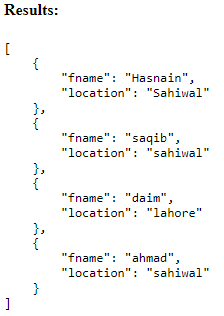 Results:
[
    {
        "fname": "Hasnain",
        "location": "Sahiwal"
    },
    {
        "fname": "saqib",
        "location": "sahiwal"
    },
    {
        "fname": "daim",
        "location": "lahore"
    },
    {
        "fname": "ahmad",
        "location": "sahiwal"
    }
]